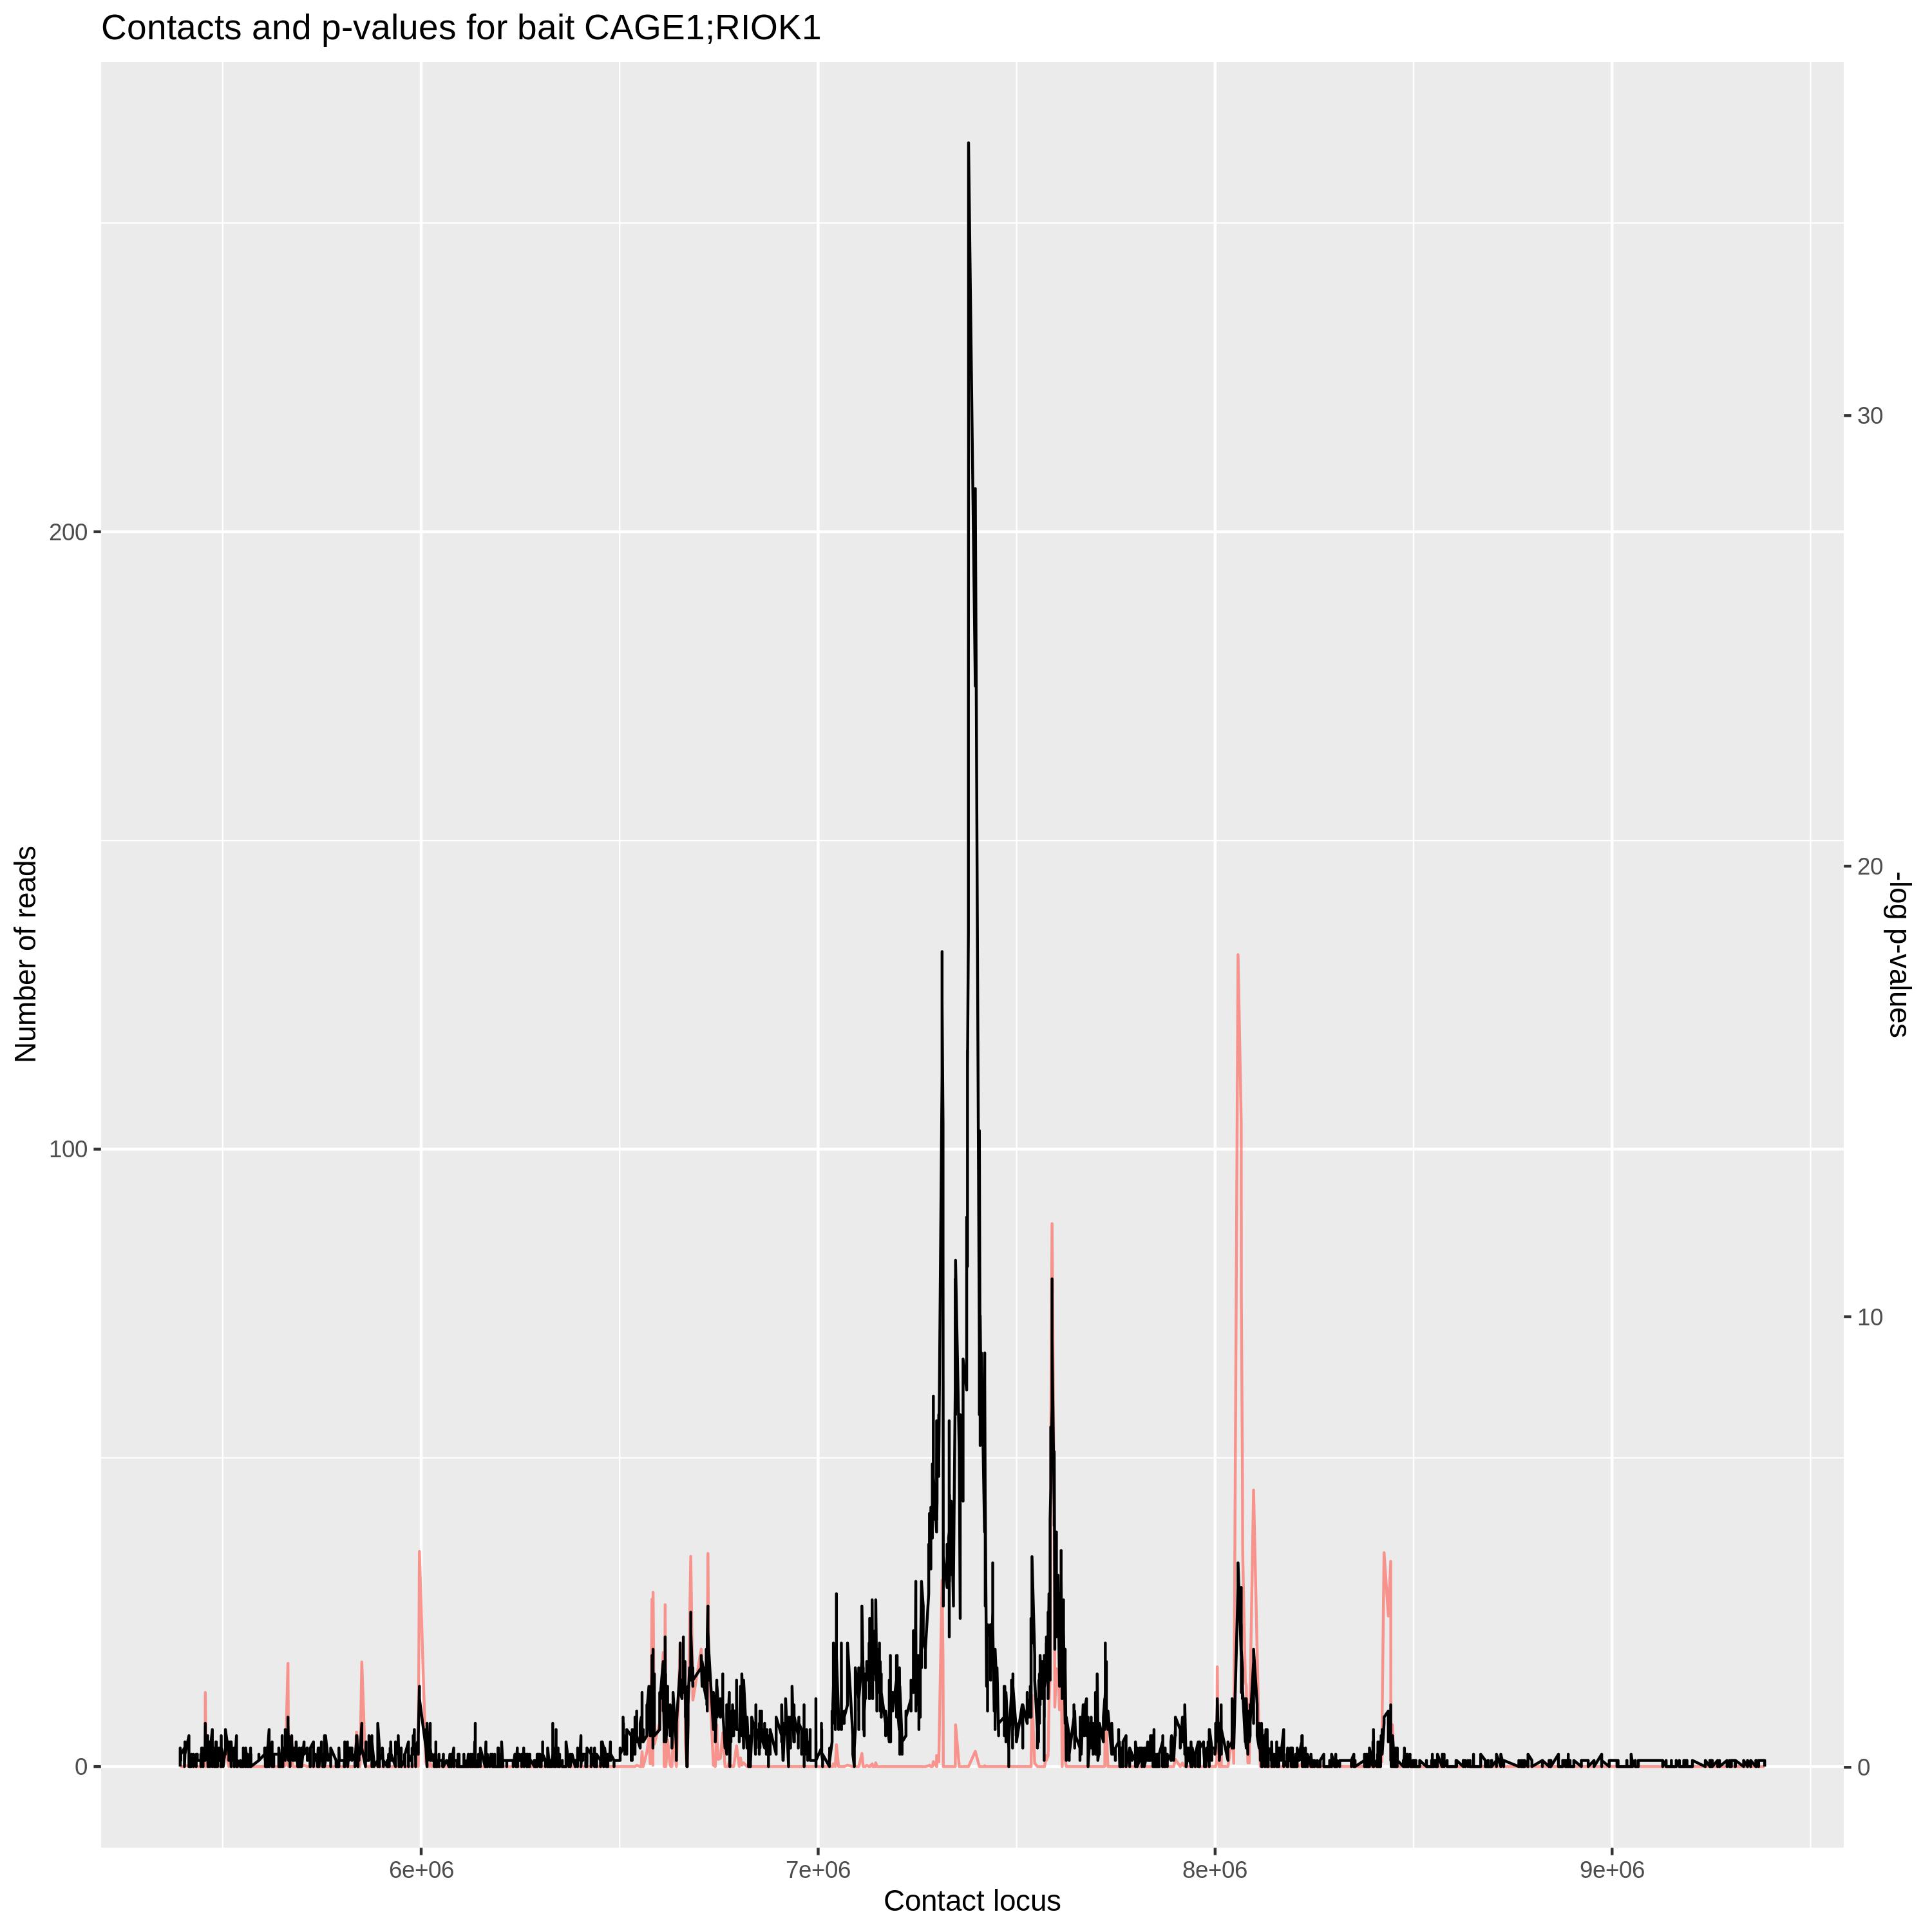 Contacts and p-values for bait CAGE1;RIOK1
Number of reads
200
100
0
30
20
10
0
-log p-values
6e+06 7e+06 8e+06 9e+06
Contact locus